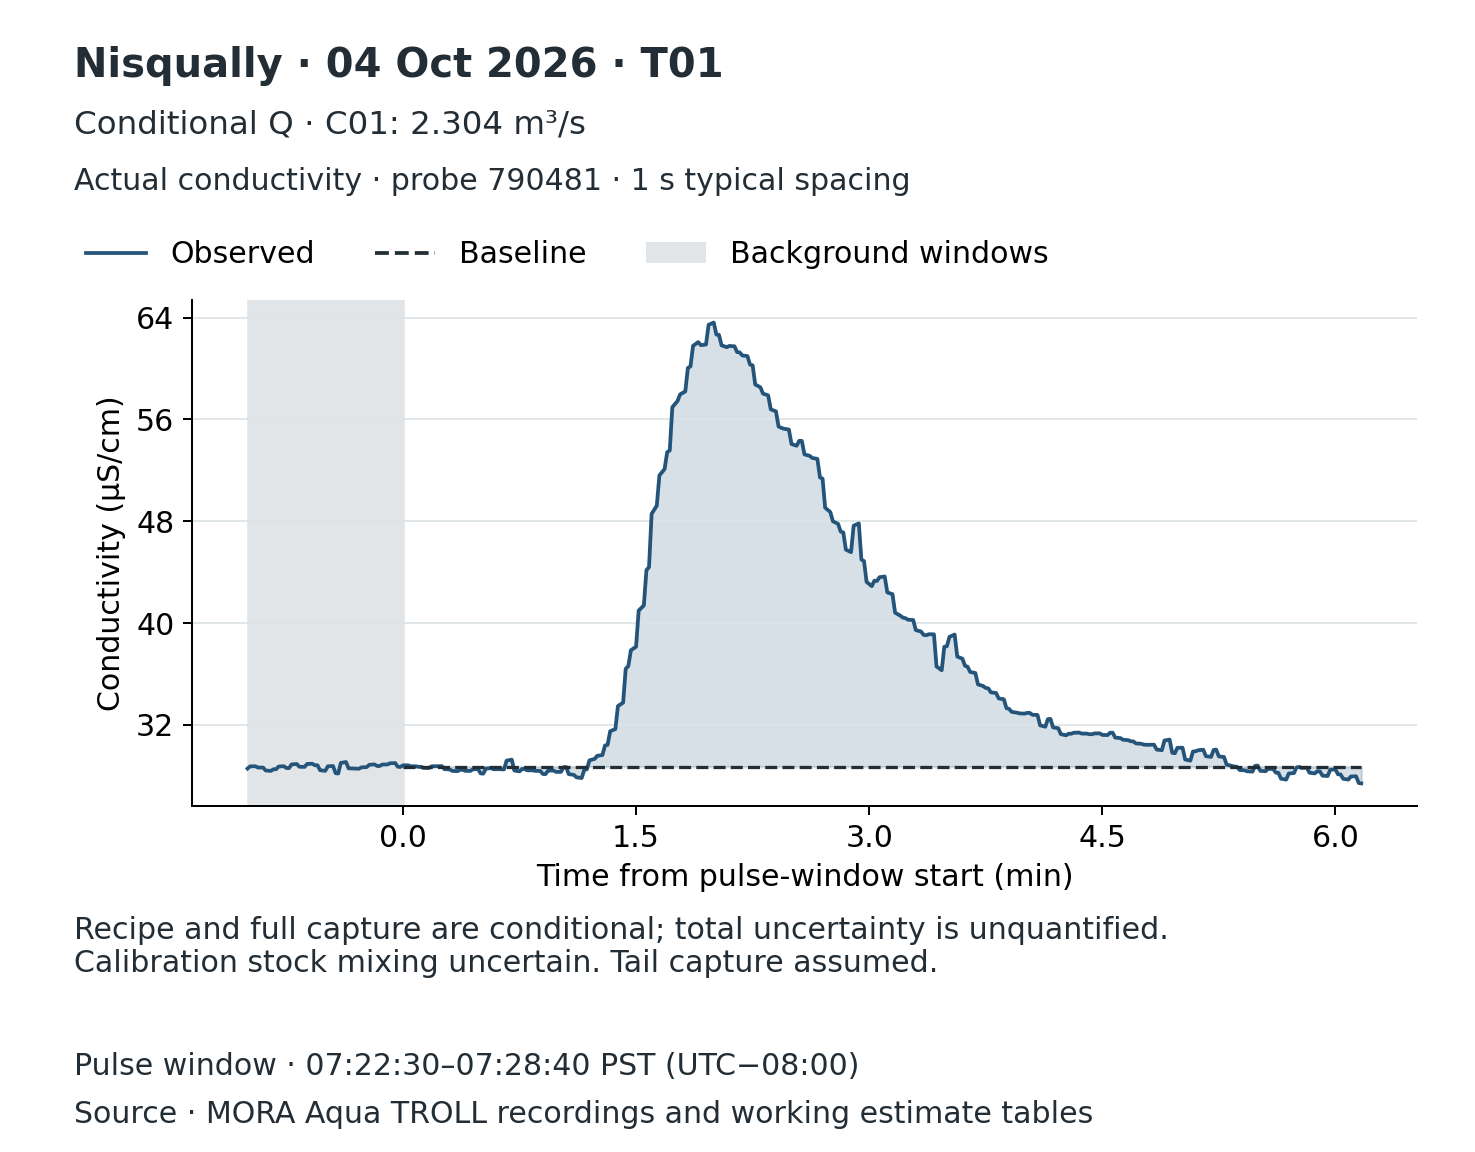 Nisqually · 04 Oct 2026 · T01
Conditional Q · C01: 2.304 m³/s
Actual conductivity · probe 790481 · 1 s typical spacing
Observed Baseline Background windows
64
56
48
40
32
Conductivity (µS/cm)
0.0 1.5 3.0 4.5 6.0
Time from pulse-window start (min)
Recipe and full capture are conditional; total uncertainty is unquantified.
Calibration stock mixing uncertain. Tail capture assumed.
Pulse window · 07:22:30–07:28:40 PST (UTC−08:00)
Source · MORA Aqua TROLL recordings and working estimate tables